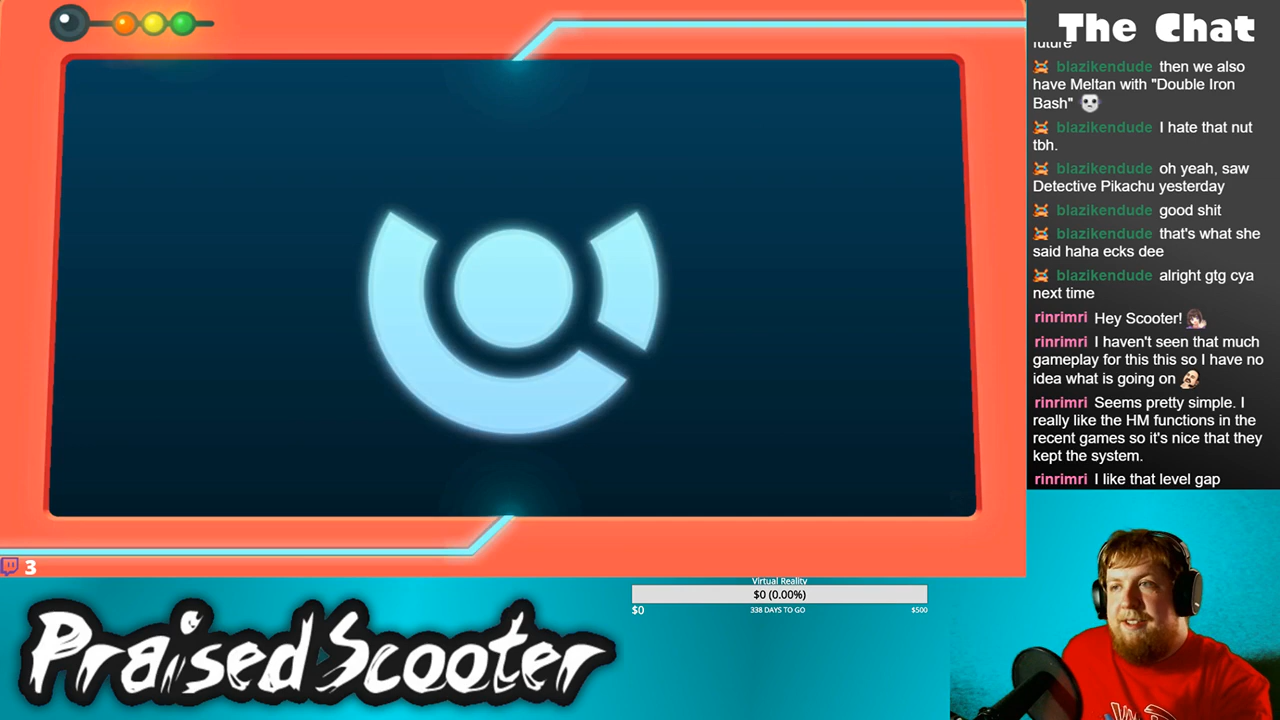 The Chat
future
blazikendude then we also
have Meltan with "Double Iron
Bash"
blazikendude I hate that nut
tbh.
blazikendude oh yeah, saw
Detective Pikachu yesterday
blazikendude good shit
blazikendude that's what she
said haha ecks dee
blazikendude alright gtg cya
next time
rinrimri Hey Scooter!
rinrimri I haven't seen that much
gameplay for this this so I have no
idea what is going on
rinrimri Seems pretty simple. I
really like the HM functions in the
recent games so it's nice that they
kept the system.
rinrimri I like that level gap
3
Virtual Reality
$0 (0.00%)
$0 338 DAYS TO GO $500
Praised Scooter